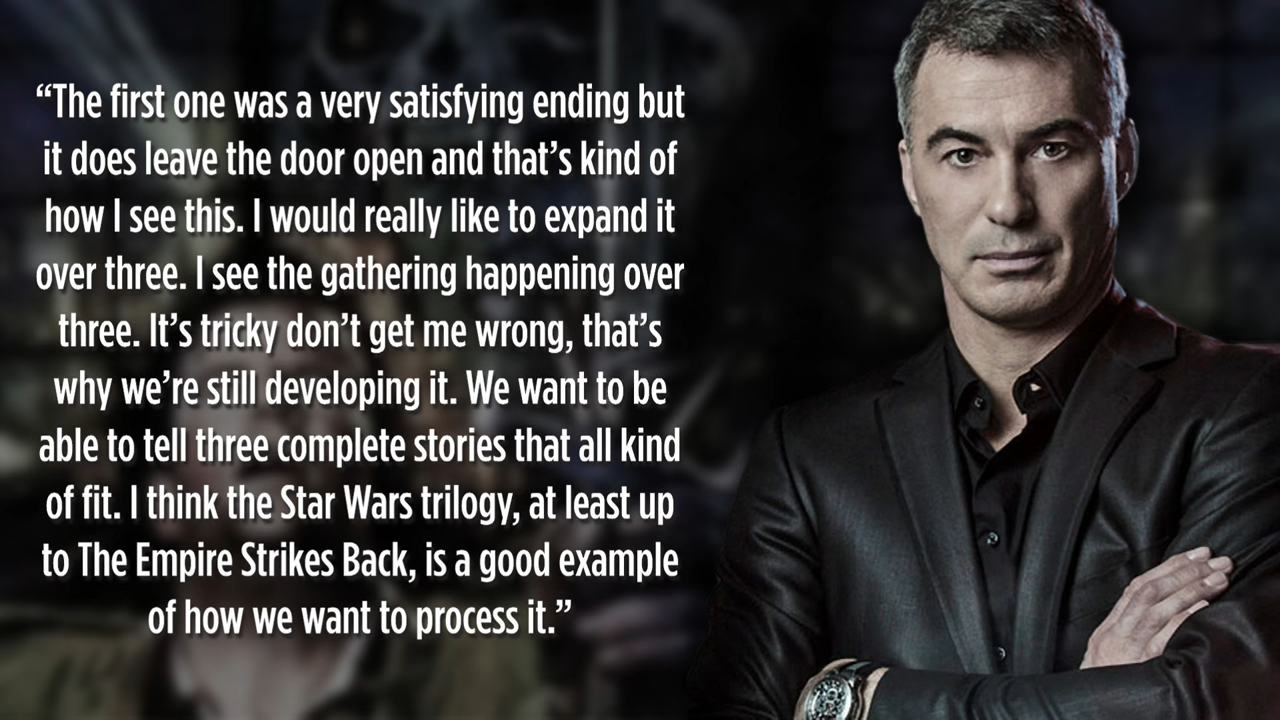 “The first one was a very satisfying ending but
it does leave the door open and that’s kind of
how I see this. I would really like to expand it
over three. I see the gathering happening over
three. It’s tricky don’t get me wrong, that’s
why we’re still developing it. We want to be
able to tell three complete stories that all kind
of fit. I think the Star Wars trilogy, at least up
to The Empire Strikes Back, is a good example
of how we want to process it.”